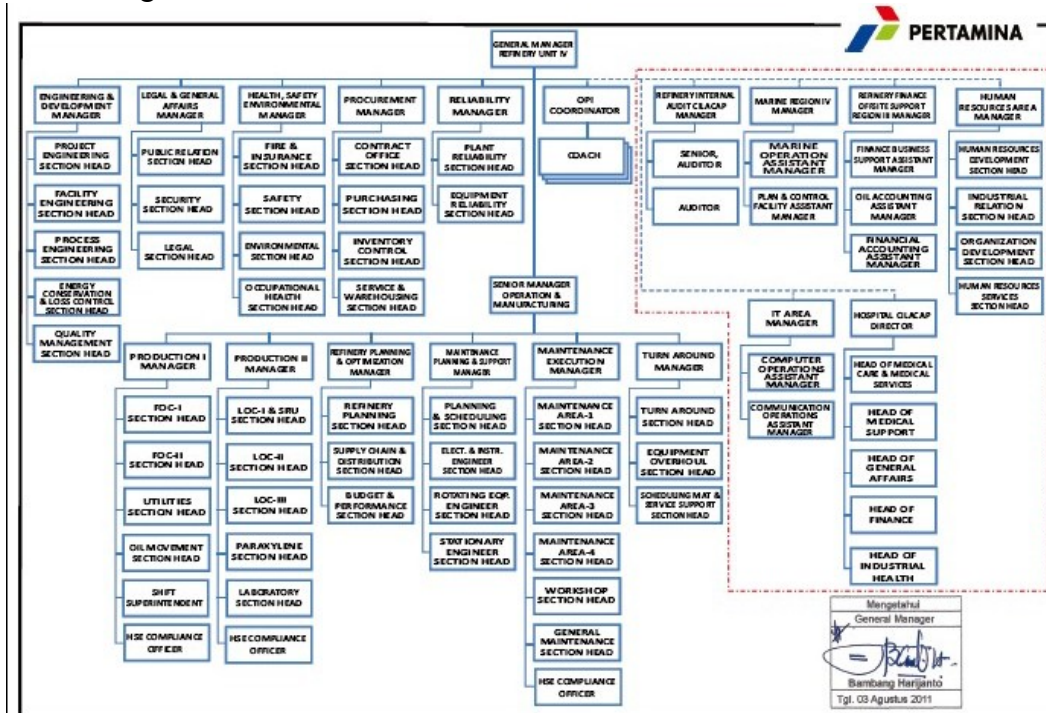 PERTAMINA
GENERAL MANAGER
REFINERY UNIT IV
ENGINEERING &
DEVELOPMENT
MANAGER
PROJECT
ENGINEERING
SECTION HEAD
FACILITY
ENGINEERING
SECTION HEAD
PROCESS
ENGINEERING
SECTION HEAD
ENERGY
CONSERVATION
& LOSS CONTROL
SECTION HEAD
QUALITY
MANAGEMENT
SECTION HEAD
LEGAL & GENERAL
AFFAIRS
MANAGER
PUBLIC RELATION
SECTION HEAD
SECURITY
SECTION HEAD
LEGAL
SECTION HEAD
HEALTH, SAFETY
ENVIRONMENTAL
MANAGER
FIRE &
INSURANCE
SECTION HEAD
SAFETY
SECTION HEAD
ENVIRONMENTAL
SECTION HEAD
OCCUPATIONAL
HEALTH
SECTION HEAD
PROCUREMENT
MANAGER
CONTRACT
OFFICE
SECTION HEAD
PURCHASING
SECTION HEAD
INVENTORY
CONTROL
SECTION HEAD
SERVICE &
WAREHOUSING
SECTION HEAD
RELIABILITY
MANAGER
PLANT
RELIABILITY
SECTION HEAD
EQUIPMENT
RELIABILITY
SECTION HEAD
OPI
COORDINATOR
COACH
REFINERY INTERNAL
AUDIT CILACAP
MANAGER
SENIOR,
AUDITOR
AUDITOR
MARINE REGION IV
MANAGER
MARINE
OPERATION
ASSISTANT
MANAGER
PLAN & CONTROL
FACILITY ASSISTANT
MANAGER
REFINERY FINANCE
OFFSITE SUPPORT
REGION III MANAGER
FINANCE BUSINESS
SUPPORT ASSISTANT
MANAGER
OIL ACCOUNTING
ASSISTANT
MANAGER
FINANCIAL
ACCOUNTING
ASSISTANT
MANAGER
HUMAN
RESOURCES AREA
MANAGER
HUMAN RESOURCES
DEVELOPMENT
SECTION HEAD
INDUSTRIAL
RELATION
SECTION HEAD
ORGANIZATION
DEVELOPMENT
SECTION HEAD
HUMAN RESOURCES
SERVICES
SECTION HEAD
SENIOR MANAGER
OPERATION &
MANUFACTURING
IT AREA
MANAGER
COMPUTER
OPERATIONS
ASSISTANT
MANAGER
COMMUNICATION
OPERATIONS
ASSISTANT
MANAGER
HOSPITAL CILACAP
DIRECTOR
HEAD OF MEDICAL
CARE & MEDICAL
SERVICES
HEAD OF
MEDICAL
SUPPORT
HEAD OF
GENERAL
AFFAIRS
HEAD OF
FINANCE
HEAD OF
INDUSTRIAL
HEALTH
PRODUCTION I
MANAGER
FOC-I
SECTION HEAD
FOC-II
SECTION HEAD
UTILITIES
SECTION HEAD
OIL MOVEMENT
SECTION HEAD
SHIFT
SUPERINTENDENT
HSE COMPLIANCE
OFFICER
PRODUCTION II
MANAGER
LOC-I & SRU
SECTION HEAD
LOC-II
SECTION HEAD
LOC-III
SECTION HEAD
PARAXYLENE
SECTION HEAD
LABORATORY
SECTION HEAD
HSE COMPLIANCE
OFFICER
REFINERY PLANNING
& OPTIMIZATION
MANAGER
REFINERY
PLANNING
SECTION HEAD
SUPPLY CHAIN &
DISTRIBUTION
SECTION HEAD
BUDGET &
PERFORMANCE
SECTION HEAD
MAINTENANCE
PLANNING & SUPPORT
MANAGER
PLANNING
& SCHEDULING
SECTION HEAD
ELECT. & INSTR.
ENGINEER
SECTION HEAD
ROTATING EQP.
ENGINEER
SECTION HEAD
STATIONARY
ENGINEER
SECTION HEAD
MAINTENANCE
EXECUTION
MANAGER
MAINTENANCE
AREA-1
SECTION HEAD
MAINTENANCE
AREA-2
SECTION HEAD
MAINTENANCE
AREA-3
SECTION HEAD
MAINTENANCE
AREA-4
SECTION HEAD
WORKSHOP
SECTION HEAD
GENERAL
MAINTENANCE
SECTION HEAD
HSE COMPLIANCE
OFFICER
TURN AROUND
MANAGER
TURN AROUND
SECTION HEAD
EQUIPMENT
OVERHOUL
SECTION HEAD
SCHEDULING MAT &
SERVICE SUPPORT
SECTION HEAD
Mengetahui
General Manager
Bambang Harijanto
Tgl. 03 Agustus 2011